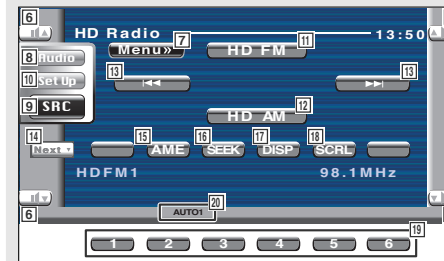 6
HD Radio 13:50
7
Menu»
11
HD FM
8
Audio
10
Set Up
13
13
9
SRC
12
HD AM
14
Next
15
AME
16
SEEK
17
DISP
18
SCRL
HDFM1 98.1MHz
6
20
AUTO1
19
1 2 3 4 5 6